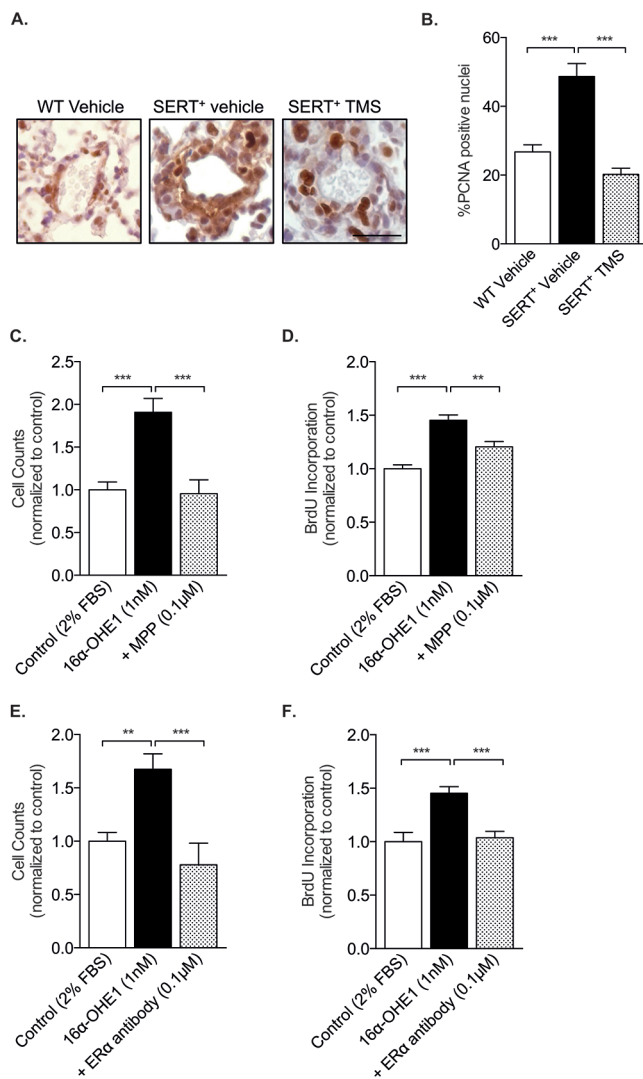 A.
WT Vehicle
SERT⁺ vehicle
SERT⁺ TMS
B.
%PCNA positive nuclei
60
40
20
0
***
***
WT Vehicle
SERT⁺ Vehicle
SERT⁺ TMS
C.
Cell Counts
(normalized to control)
2.5
2.0
1.5
1.0
0.5
0.0
***
***
Control (2% FBS)
16α-OHE1 (1nM)
+ MPP (0.1µM)
D.
BrdU Incorporation
(normalized to control)
2.0
1.5
1.0
0.5
0.0
***
**
Control (2% FBS)
16α-OHE1 (1nM)
+ MPP (0.1µM)
E.
Cell Counts
(normalized to control)
2.0
1.5
1.0
0.5
0.0
**
***
Control (2% FBS)
16α-OHE1 (1nM)
+ ERα antibody (0.1µM)
F.
BrdU Incorporation
(normalized to control)
2.0
1.5
1.0
0.5
0.0
***
***
Control (2% FBS)
16α-OHE1 (1nM)
+ ERα antibody (0.1µM)